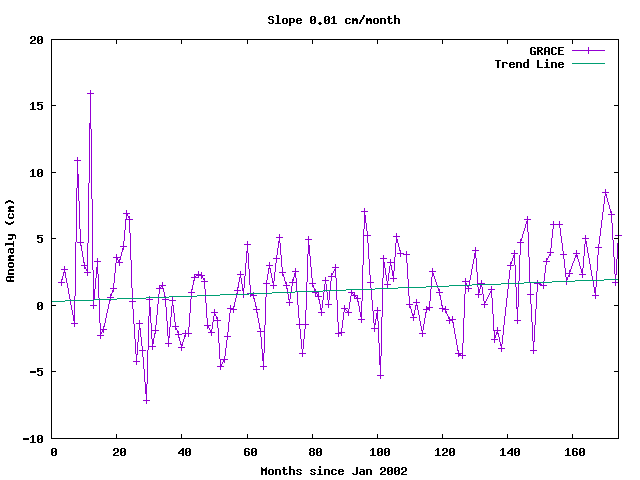 Slope 0.01 cm/month
GRACE
Trend Line
20
15
10
5
0
-5
-10
Anomaly (cm)
0 20 40 60 80 100 120 140 160
Months since Jan 2002